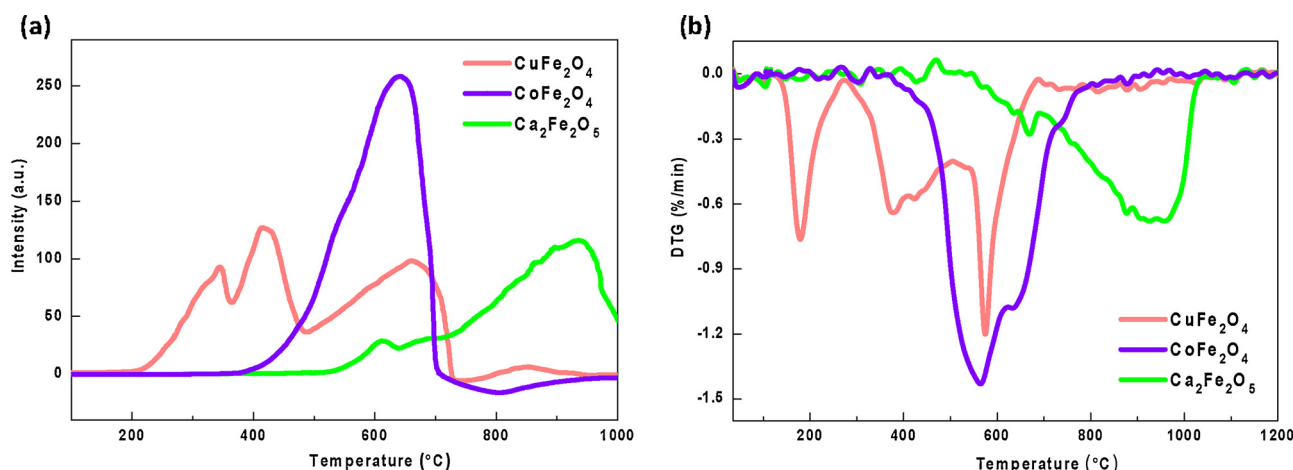 (a)
Intensity (a.u.)
250
200
150
100
50
0
200
400
600
800
1000
Temperature (°C)
CuFe₂O₄
CoFe₂O₄
Ca₂Fe₂O₅
(b)
DTG (%/min)
0.0
-0.3
-0.6
-0.9
-1.2
-1.5
200
400
600
800
1000
1200
Temperature (°C)
CuFe₂O₄
CoFe₂O₄
Ca₂Fe₂O₅